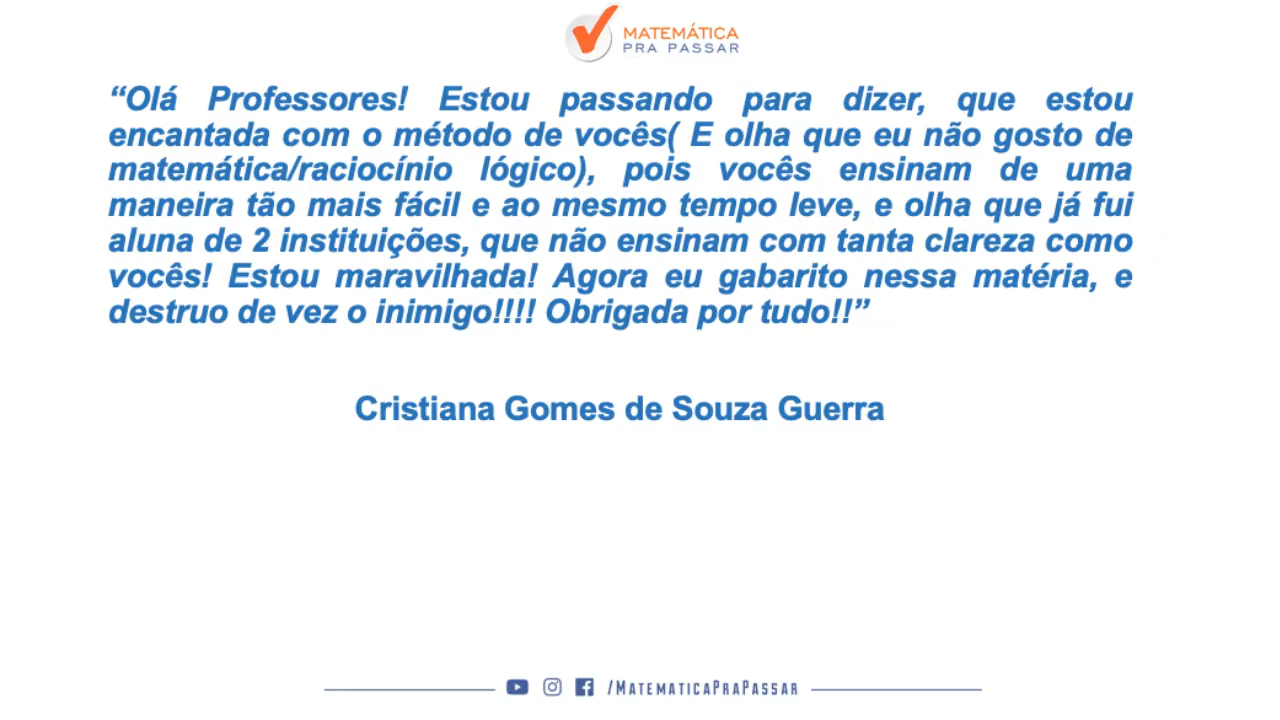 MATEMÁTICA
PRA PASSAR
“Olá Professores! Estou passando para dizer, que estou
encantada com o método de vocês( E olha que eu não gosto de
matemática/raciocínio lógico), pois vocês ensinam de uma
maneira tão mais fácil e ao mesmo tempo leve, e olha que já fui
aluna de 2 instituições, que não ensinam com tanta clareza como
vocês! Estou maravilhada! Agora eu gabarito nessa matéria, e
destruo de vez o inimigo!!!! Obrigada por tudo!!”
Cristiana Gomes de Souza Guerra
/MATEMATICAPRAPASSAR